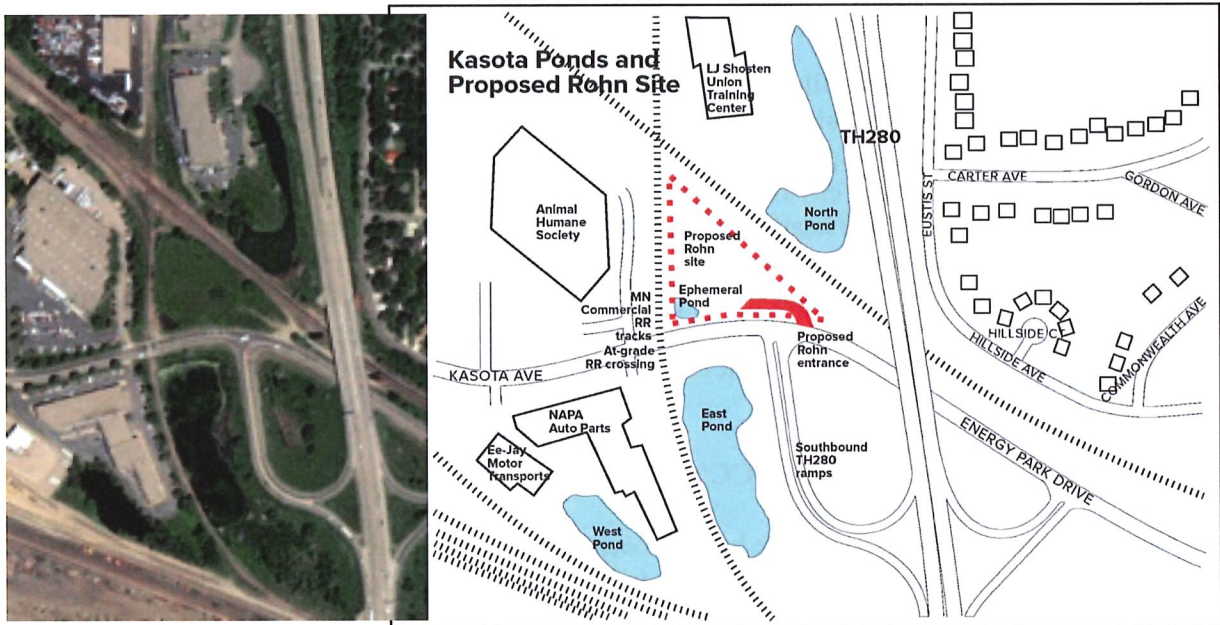 Kasota Ponds and
Proposed Rohn Site
LJ Shosten
Union
Training
Center
TH280
EUSTIS ST
CARTER AVE
GORDON AVE
Animal
Humane
Society
North
Pond
Proposed
Rohn
site
Ephemeral
Pond
MN
Commercial
RR
tracks
At-grade
RR crossing
KASOTA AVE
Proposed
Rohn
entrance
HILLSIDE C
HILLSIDE AVE
COMMONWEALTH AVE
NAPA
Auto Parts
East
Pond
Ee-Jay
Motor
Transports
Southbound
TH280
ramps
ENERGY PARK DRIVE
West
Pond